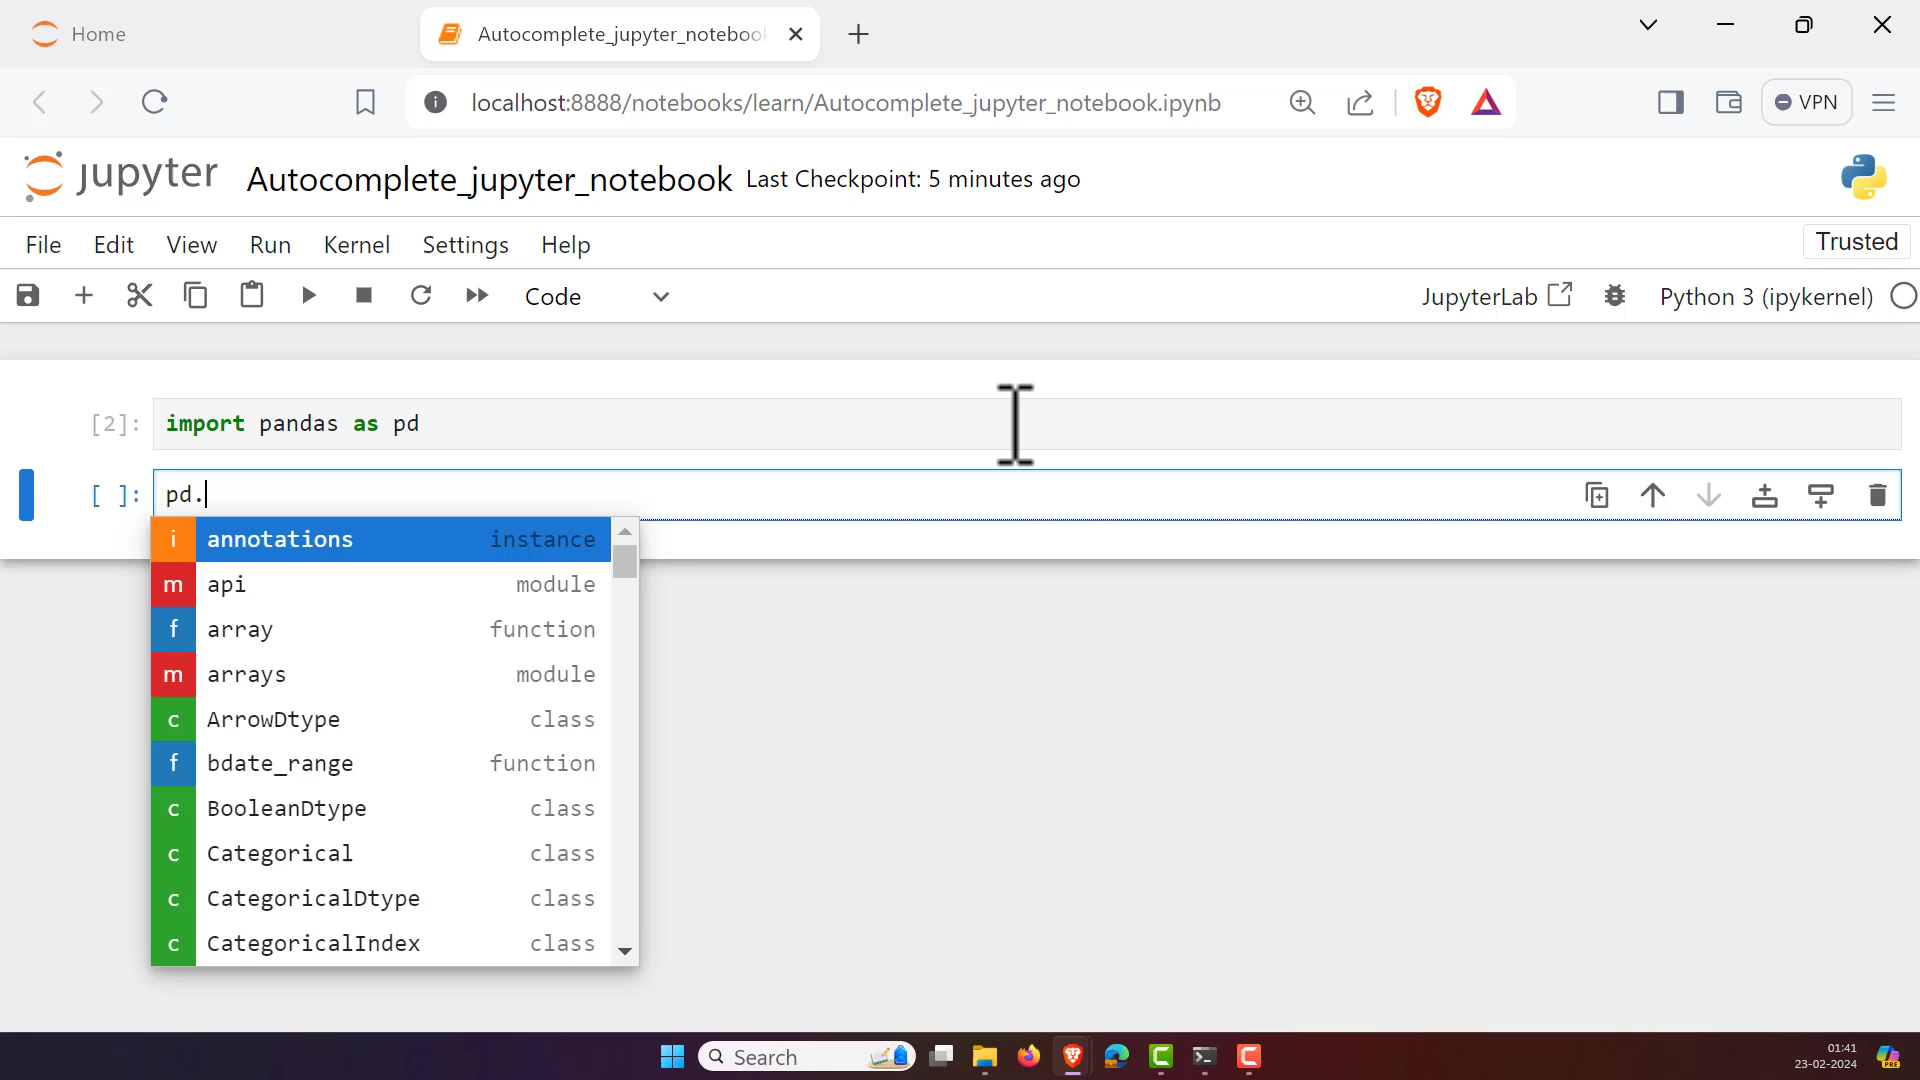 Home
Autocomplete_jupyter_noteboo
localhost:8888/notebooks/learn/Autocomplete_jupyter_notebook.ipynb
VPN
jupyter Autocomplete_jupyter_notebook Last Checkpoint: 5 minutes ago
File Edit View Run Kernel Settings Help
Trusted
Code
JupyterLab
Python 3 (ipykernel)
[2]: import pandas as pd
[ ]: pd.
i annotations instance
m api module
f array function
m arrays module
c ArrowDtype class
f bdate_range function
c BooleanDtype class
c Categorical class
c CategoricalDtype class
c CategoricalIndex class
Search
01:41
23-02-2024
PRE